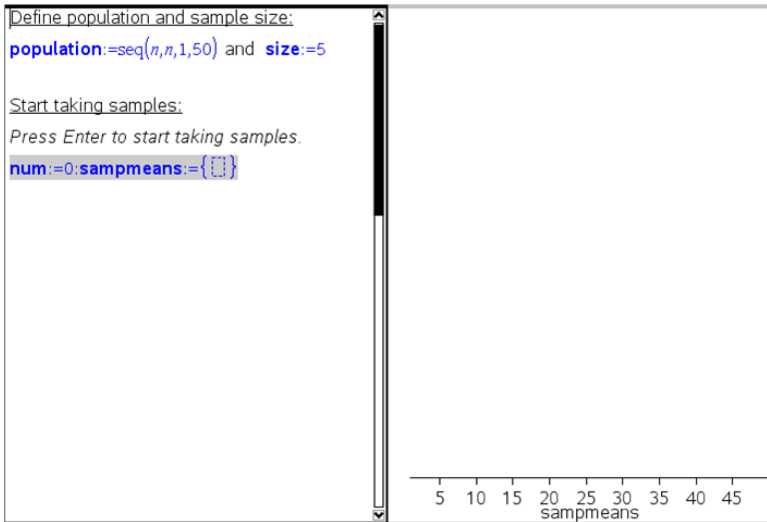 Define population and sample size:
population:=seq(n,n,1,50) and size:=5
Start taking samples:
Press Enter to start taking samples.
num:=0:sampmeans:={⬚}
5 10 15 20 25 30 35 40 45
sampmeans